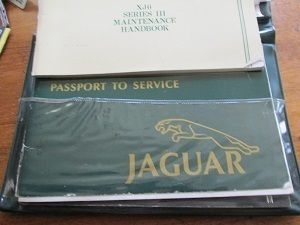 XJ6
SERIES III
MAINTENANCE
HANDBOOK
PASSPORT TO SERVICE
JAGUAR